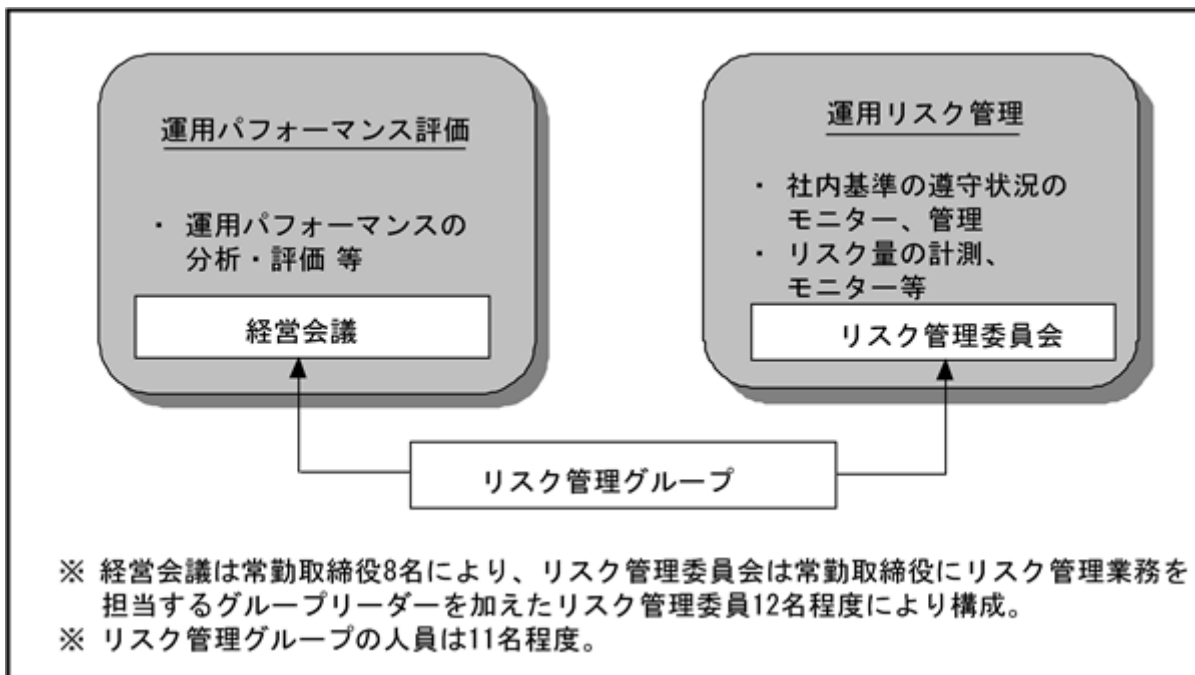 運用パフォーマンス評価
・ 運用パフォーマンスの
分析・評価 等
経営会議
運用リスク管理
・ 社内基準の遵守状況の
モニター、管理
・ リスク量の計測、
モニター等
リスク管理委員会
リスク管理グループ
※ 経営会議は常勤取締役8名により、リスク管理委員会は常勤取締役にリスク管理業務を
担当するグループリーダーを加えたリスク管理委員12名程度により構成。
※ リスク管理グループの人員は11名程度。